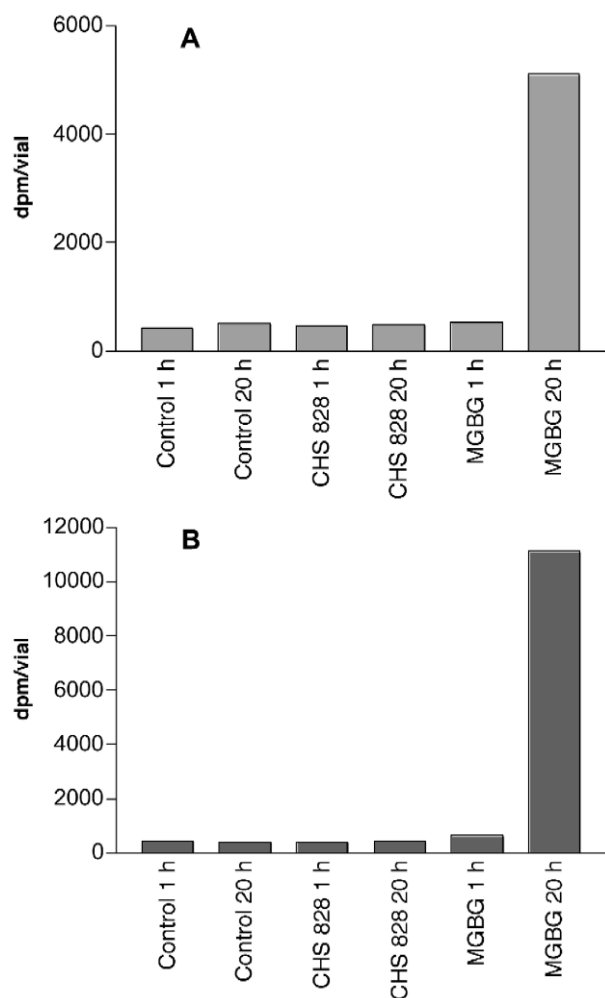 A
6000
4000
2000
0
dpm/vial
Control 1 h
Control 20 h
CHS 828 1 h
CHS 828 20 h
MGBG 1 h
MGBG 20 h
B
12000
10000
8000
6000
4000
2000
0
dpm/vial
Control 1 h
Control 20 h
CHS 828 1 h
CHS 828 20 h
MGBG 1 h
MGBG 20 h